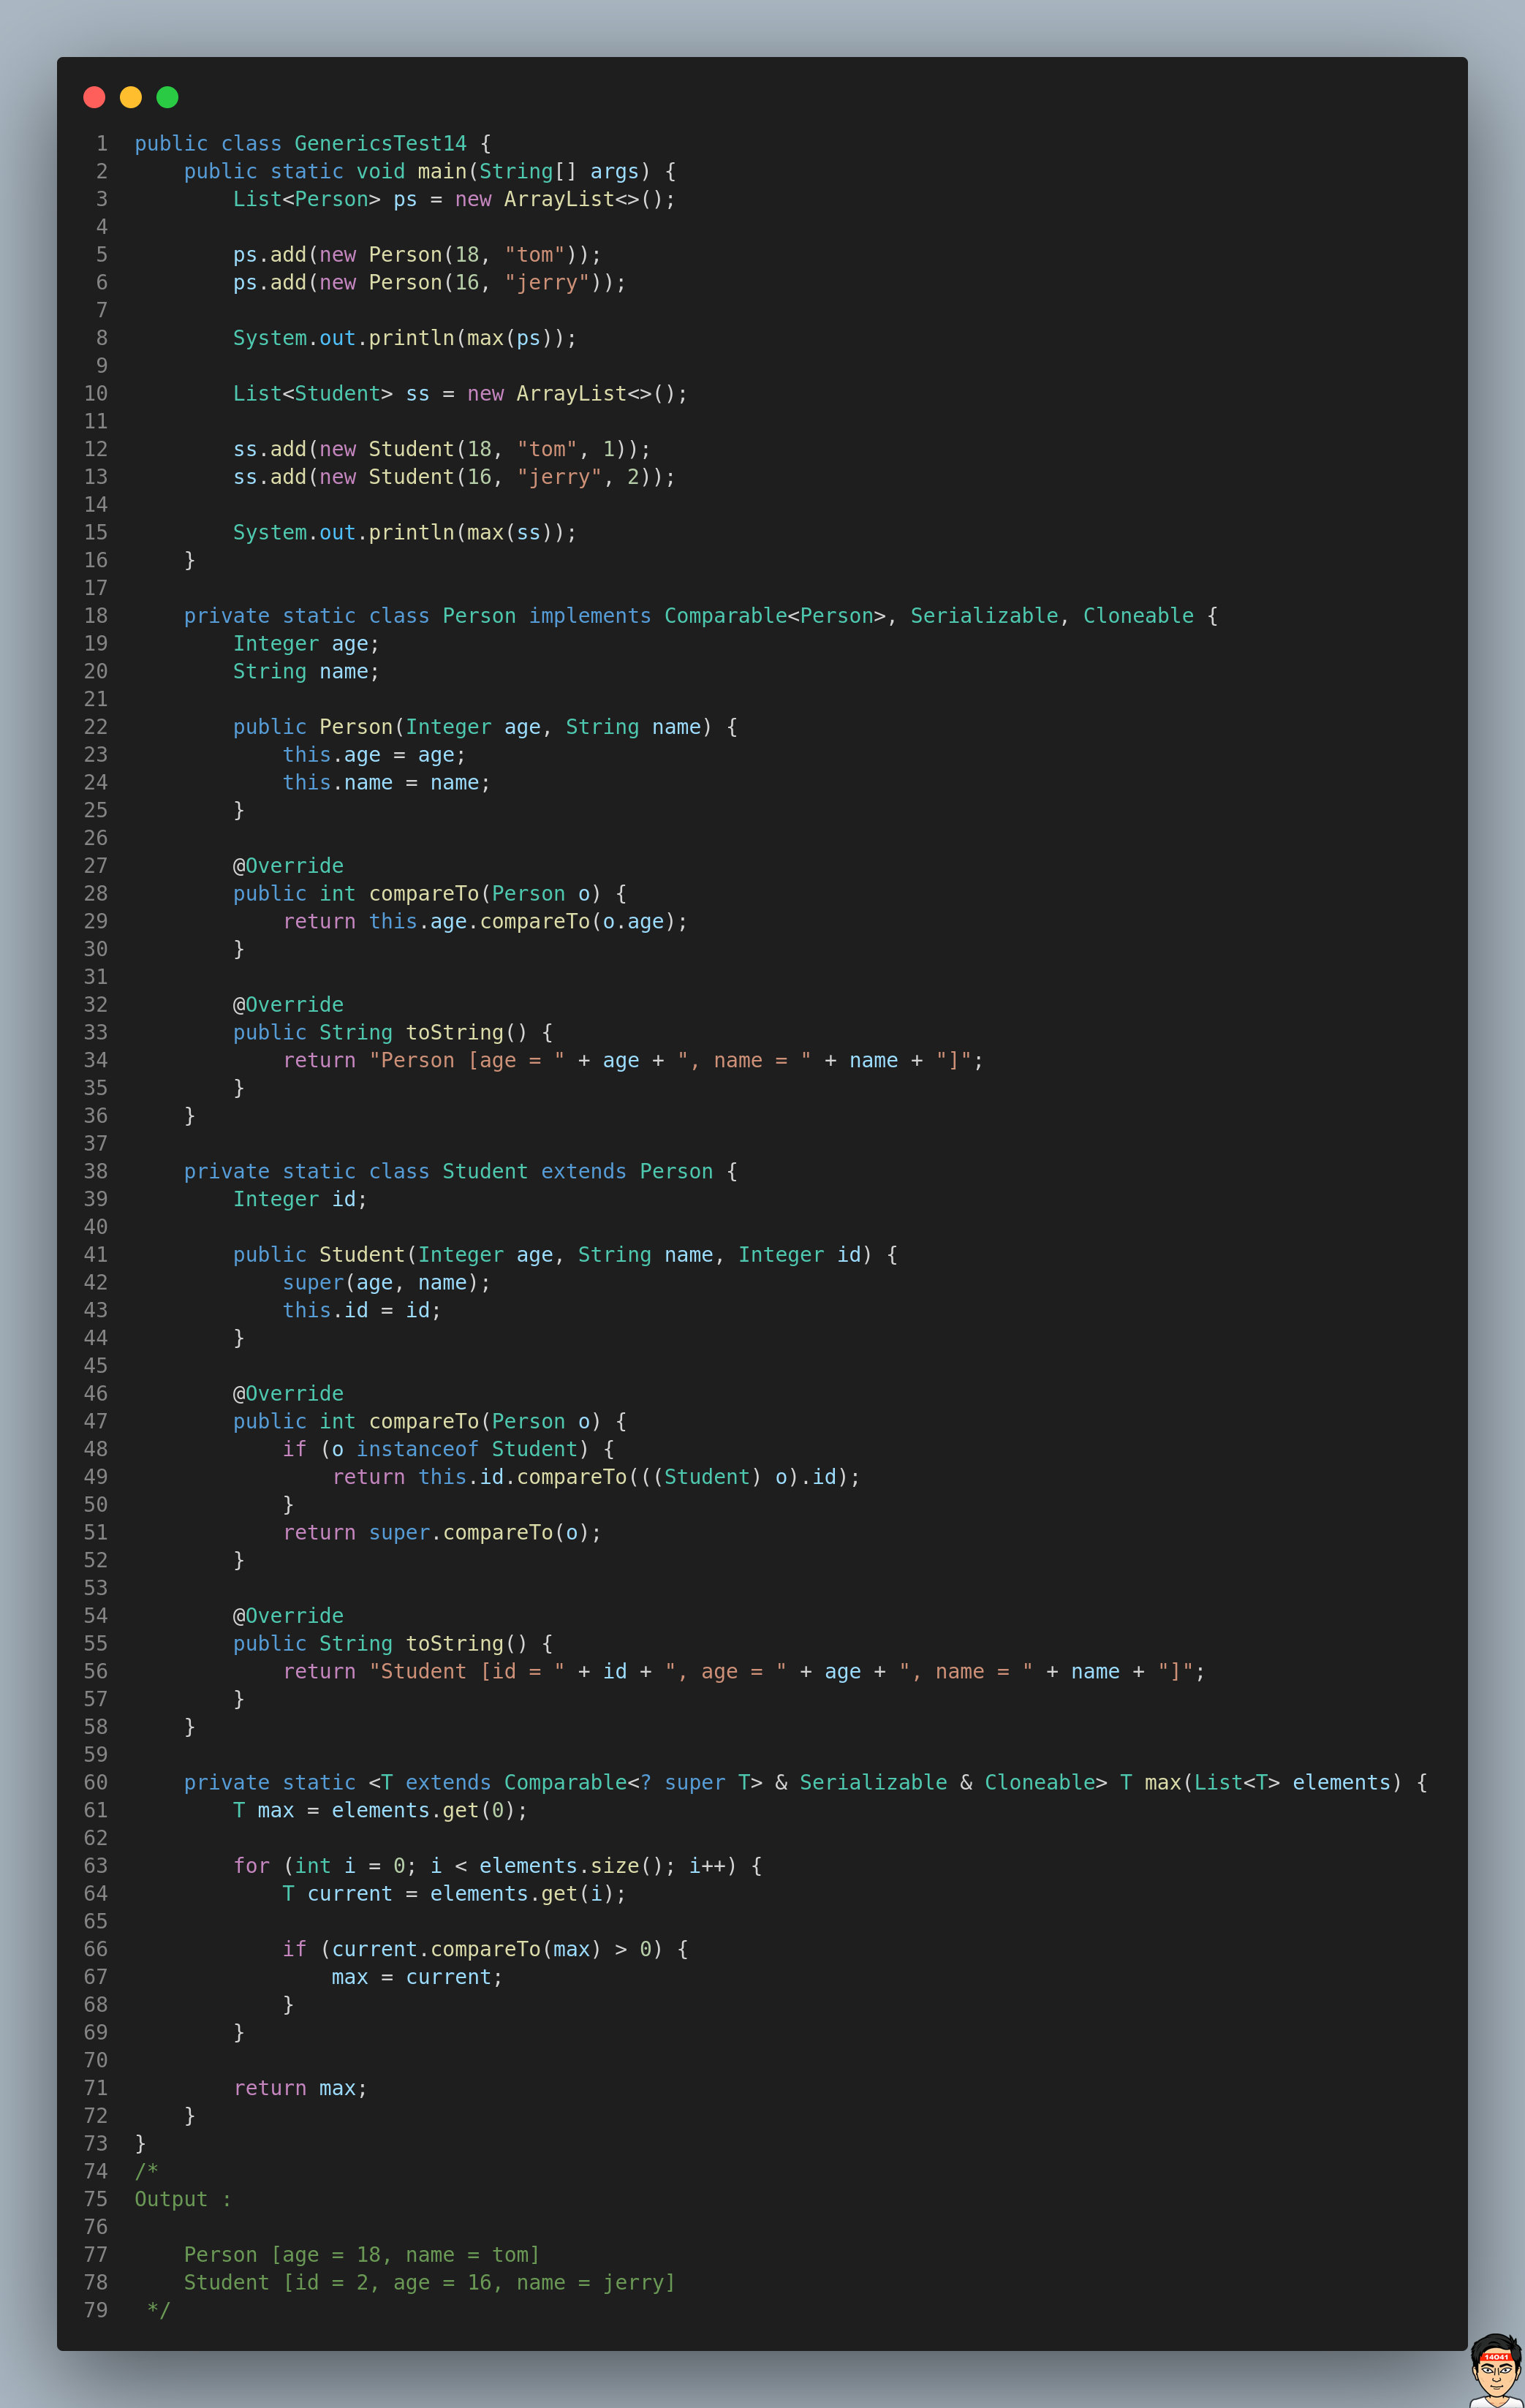 1 public class GenericsTest14 {
2     public static void main(String[] args) {
3         List<Person> ps = new ArrayList<>();
4
5         ps.add(new Person(18, "tom"));
6         ps.add(new Person(16, "jerry"));
7
8         System.out.println(max(ps));
9
10         List<Student> ss = new ArrayList<>();
11
12         ss.add(new Student(18, "tom", 1));
13         ss.add(new Student(16, "jerry", 2));
14
15         System.out.println(max(ss));
16     }
17
18     private static class Person implements Comparable<Person>, Serializable, Cloneable {
19         Integer age;
20         String name;
21
22         public Person(Integer age, String name) {
23             this.age = age;
24             this.name = name;
25         }
26
27         @Override
28         public int compareTo(Person o) {
29             return this.age.compareTo(o.age);
30         }
31
32         @Override
33         public String toString() {
34             return "Person [age = " + age + ", name = " + name + "]";
35         }
36     }
37
38     private static class Student extends Person {
39         Integer id;
40
41         public Student(Integer age, String name, Integer id) {
42             super(age, name);
43             this.id = id;
44         }
45
46         @Override
47         public int compareTo(Person o) {
48             if (o instanceof Student) {
49                 return this.id.compareTo(((Student) o).id);
50             }
51             return super.compareTo(o);
52         }
53
54         @Override
55         public String toString() {
56             return "Student [id = " + id + ", age = " + age + ", name = " + name + "]";
57         }
58     }
59
60     private static <T extends Comparable<? super T> & Serializable & Cloneable> T max(List<T> elements) {
61         T max = elements.get(0);
62
63         for (int i = 0; i < elements.size(); i++) {
64             T current = elements.get(i);
65
66             if (current.compareTo(max) > 0) {
67                 max = current;
68             }
69         }
70
71         return max;
72     }
73 }
74 /*
75 Output :
76
77     Person [age = 18, name = tom]
78     Student [id = 2, age = 16, name = jerry]
79  */
14041